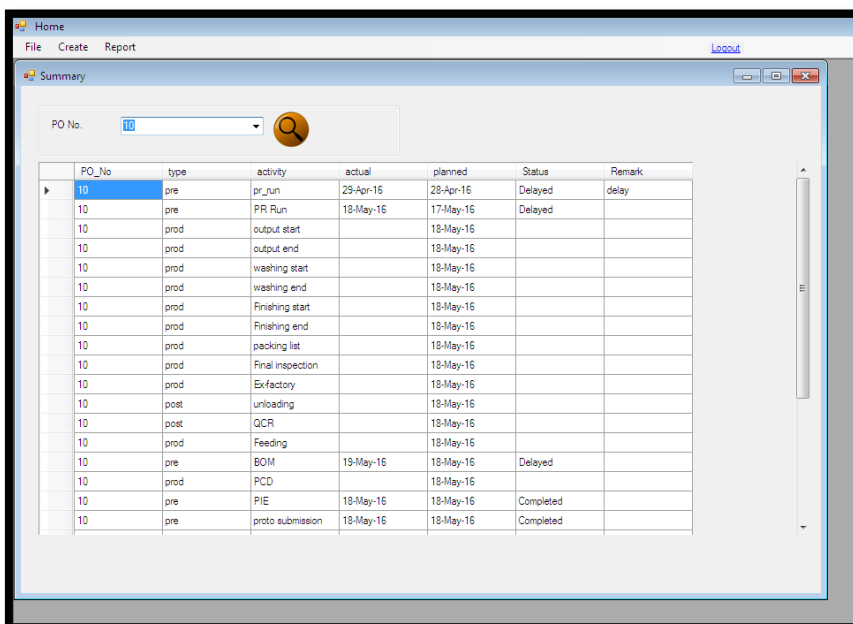 Home
File Create Report Logout
Summary
PO No. 10
PO_No type activity actual planned Status Remark
10 pre pr_run 29-Apr-16 28-Apr-16 Delayed delay
10 pre PR Run 18-May-16 17-May-16 Delayed
10 prod output start 18-May-16
10 prod output end 18-May-16
10 prod washing start 18-May-16
10 prod washing end 18-May-16
10 prod Finishing start 18-May-16
10 prod Finishing end 18-May-16
10 prod packing list 18-May-16
10 prod Final inspection 18-May-16
10 prod Ex-factory 18-May-16
10 post unloading 18-May-16
10 post QCR 18-May-16
10 prod Feeding 18-May-16
10 pre BOM 19-May-16 18-May-16 Delayed
10 prod PCD 18-May-16
10 pre PIE 18-May-16 18-May-16 Completed
10 pre proto submission 18-May-16 18-May-16 Completed